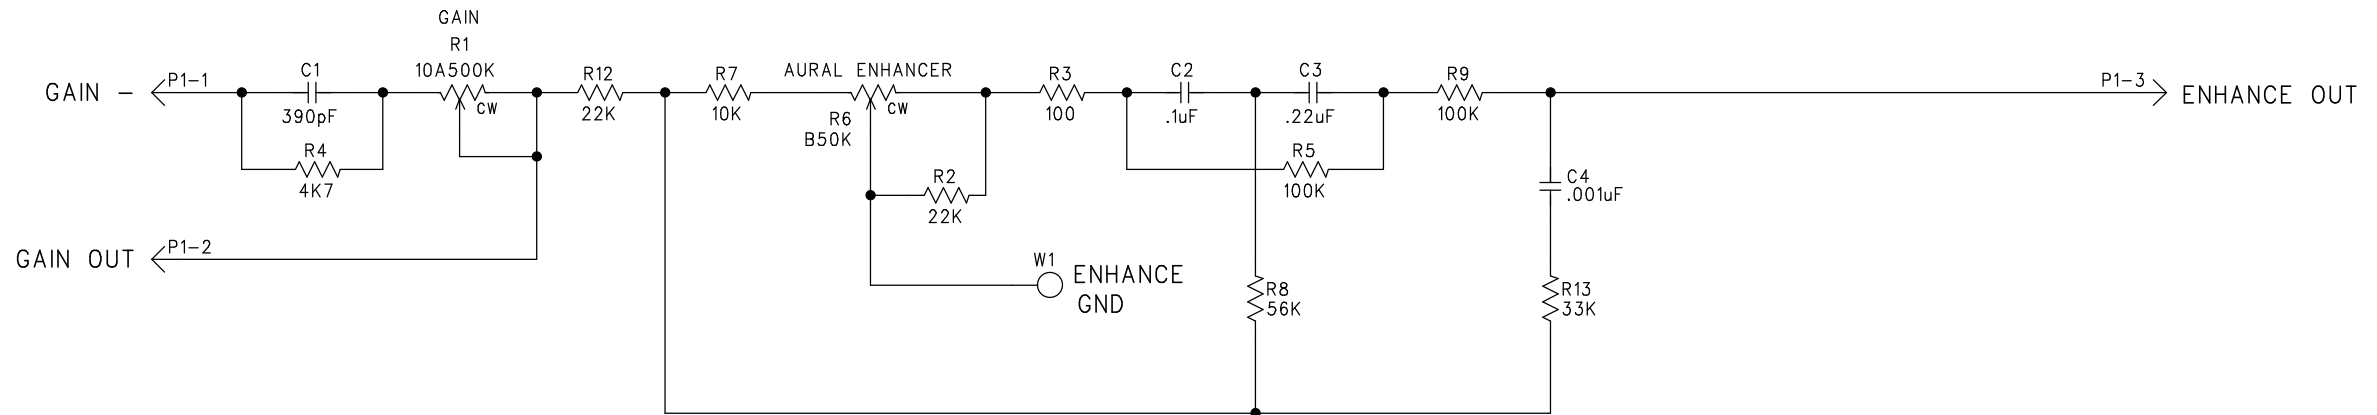 GAIN
R1
10A500K
CW
GAIN -
P1-1
C1
390pF
R4
4K7
R12
22K
R7
10K
AURAL ENHANCER
R6
B50K
CW
R2
22K
R3
100
C2
.1uF
C3
.22uF
R5
100K
R9
100K
P1-3
ENHANCE OUT
C4
.001uF
GAIN OUT
P1-2
W1
ENHANCE
GND
R8
56K
R13
33K